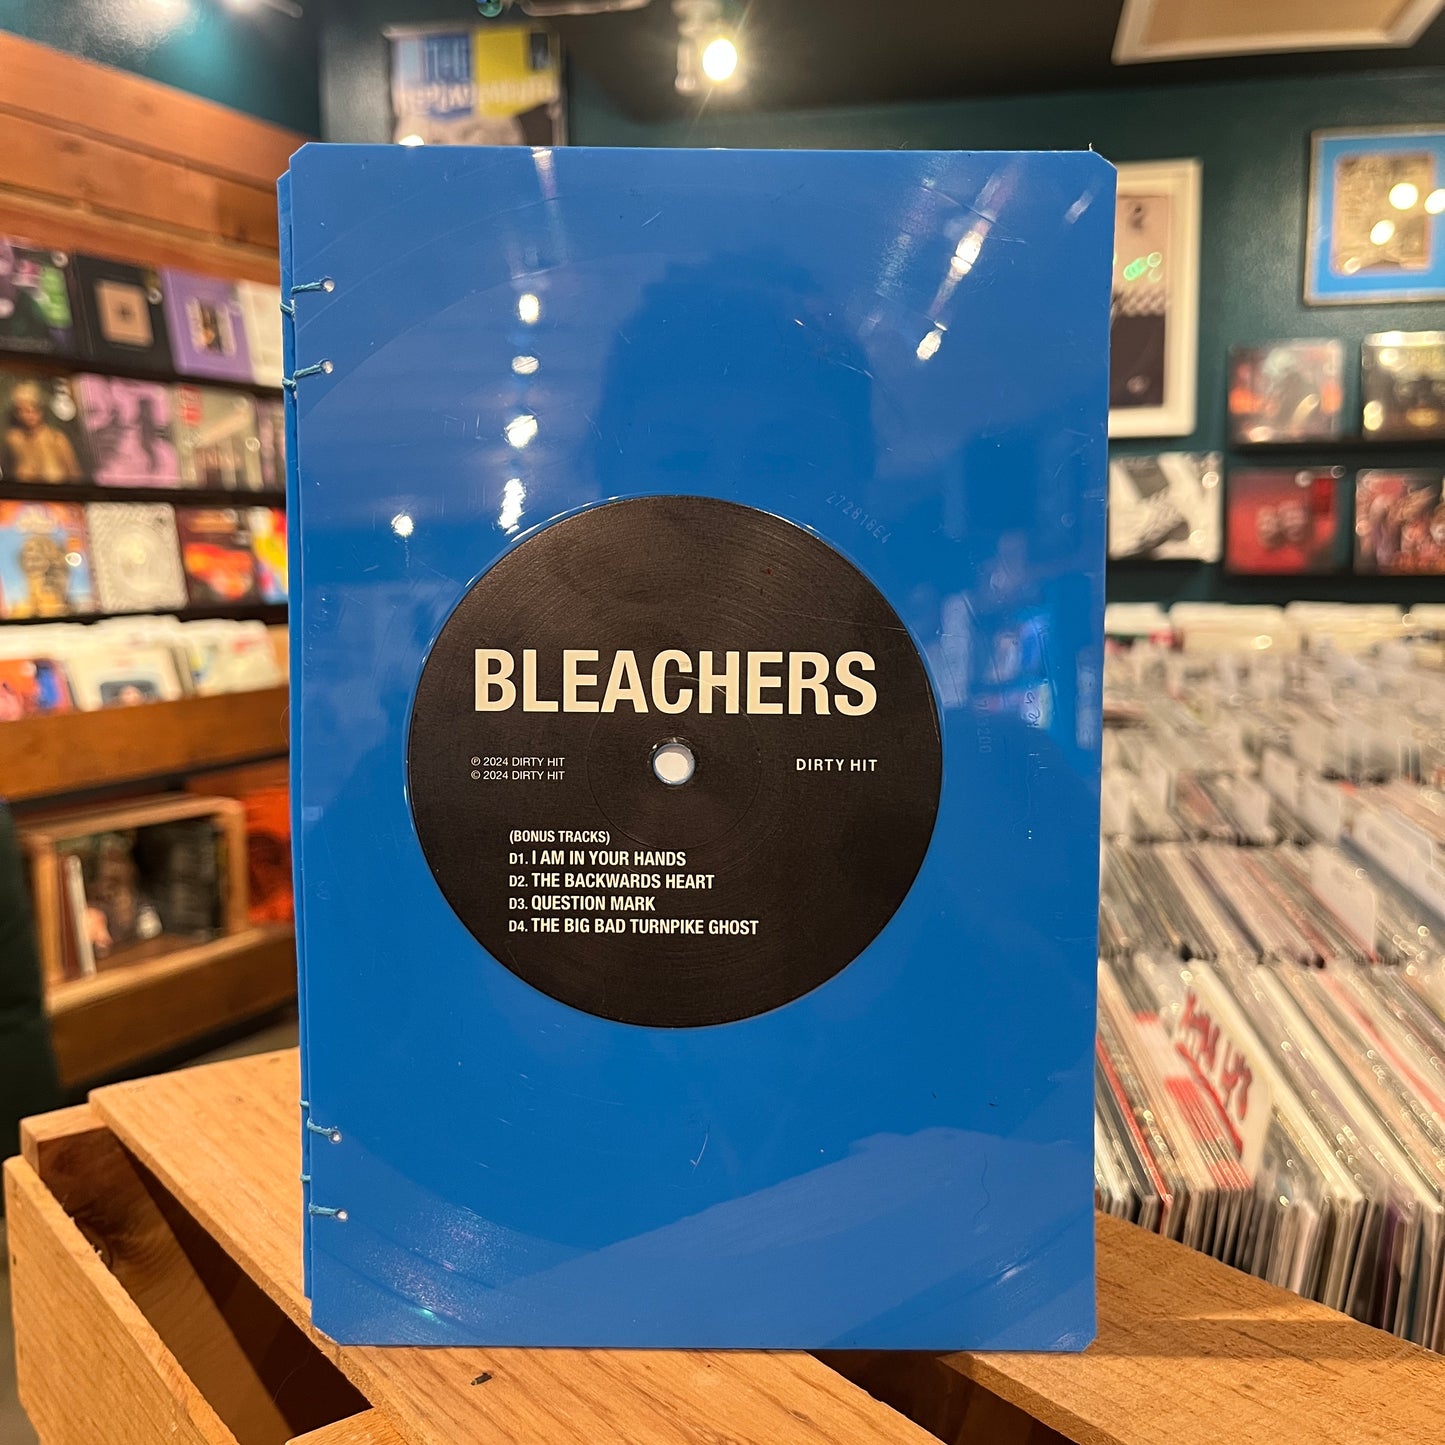 272818E4
BLEACHERS
℗ 2024 DIRTY HIT
© 2024 DIRTY HIT
DIRTY HIT
(BONUS TRACKS)
D1. I AM IN YOUR HANDS
D2. THE BACKWARDS HEART
D3. QUESTION MARK
D4. THE BIG BAD TURNPIKE GHOST